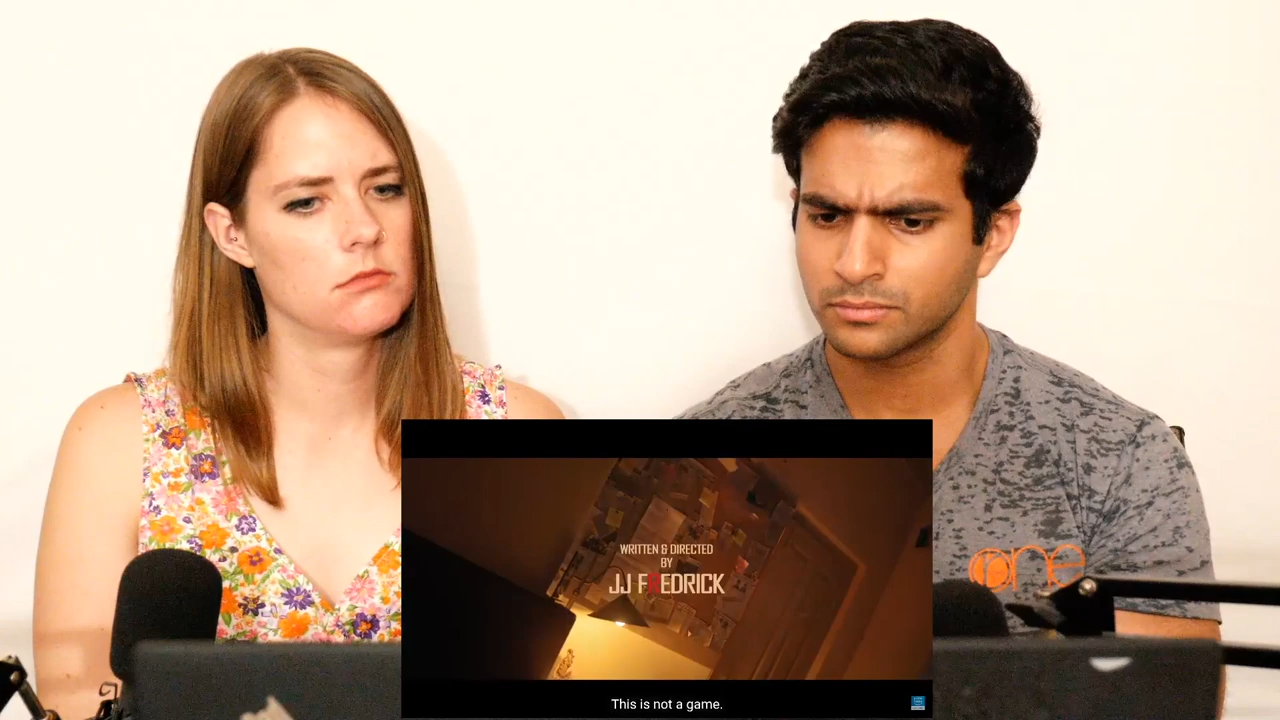 WRITTEN & DIRECTED
BY
JJ FREDRICK
This is not a game.
one